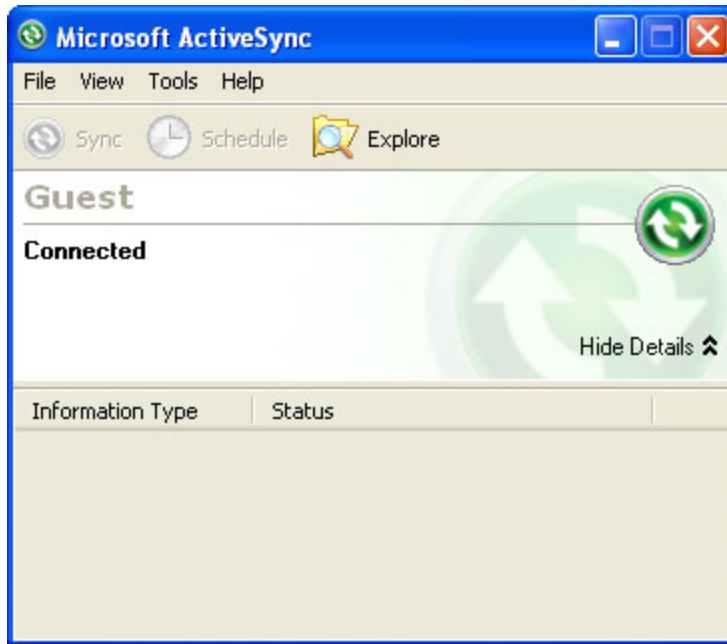 Microsoft ActiveSync
File View Tools Help
Sync Schedule Explore
Guest
Connected
Hide Details
Information Type Status